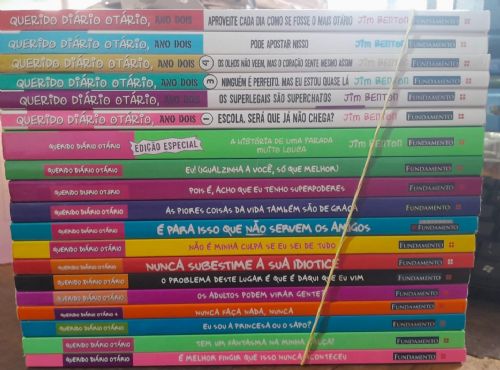 QUERIDO DIÁRIO OTÁRIO, ANO DOIS APROVEITE CADA DIA COMO SE FOSSE O MAIS OTÁRIO JIM BENTON FUNDAMENTO
QUERIDO DIÁRIO OTÁRIO, ANO DOIS PODE APOSTAR NISSO JIM BENTON FUNDAMENTO
QUERIDO DIÁRIO OTÁRIO, ANO DOIS 4 OS OLHOS NÃO VEEM, MAS O CORAÇÃO SENTE MESMO ASSIM JIM BENTON FUNDAMENTO
QUERIDO DIÁRIO OTÁRIO, ANO DOIS 3 NINGUÉM É PERFEITO. MAS EU ESTOU QUASE LÁ JIM BENTON FUNDAMENTO
QUERIDO DIÁRIO OTÁRIO, ANO DOIS OS SUPERLEGAIS SÃO SUPERCHATOS JIM BENTON FUNDAMENTO
QUERIDO DIÁRIO OTÁRIO, ANO DOIS 1 ESCOLA. SERÁ QUE JÁ NÃO CHEGA? JIM BENTON FUNDAMENTO
QUERIDO DIÁRIO OTÁRIO EDIÇÃO ESPECIAL A HISTÓRIA DE UMA PARADA MUITO LOUCA JIM BENTON FUNDAMENTO
QUERIDO DIÁRIO OTÁRIO EU! (IGUALZINHA A VOCÊ, SÓ QUE MELHOR) FUNDAMENTO
QUERIDO DIÁRIO OTÁRIO POIS É, ACHO QUE EU TENHO SUPERPODERES FUNDAMENTO
QUERIDO DIÁRIO OTÁRIO AS PIORES COISAS DA VIDA TAMBÉM SÃO DE GRAÇA FUNDAMENTO
QUERIDO DIÁRIO OTÁRIO É PARA ISSO QUE NÃO SERVEM OS AMIGOS FUNDAMENTO
QUERIDO DIÁRIO OTÁRIO NÃO É MINHA CULPA SE EU SEI DE TUDO FUNDAMENTO
QUERIDO DIÁRIO OTÁRIO NUNCA SUBESTIME A SUA IDIOTICE FUNDAMENTO
QUERIDO DIÁRIO OTÁRIO O PROBLEMA DESTE LUGAR É QUE É DAQUI QUE EU VIM FUNDAMENTO
QUERIDO DIÁRIO OTÁRIO OS ADULTOS PODEM VIRAR GENTE? FUNDAMENTO
QUERIDO DIÁRIO OTÁRIO 4 NUNCA FAÇA NADA, NUNCA FUNDAMENTO
QUERIDO DIÁRIO OTÁRIO EU SOU A PRINCESA OU O SAPO? FUNDAMENTO
QUERIDO DIÁRIO OTÁRIO TEM UM FANTASMA NA MINHA CALÇA! FUNDAMENTO
QUERIDO DIÁRIO OTÁRIO É MELHOR FINGIR QUE ISSO NUNCA ACONTECEU FUNDAMENTO